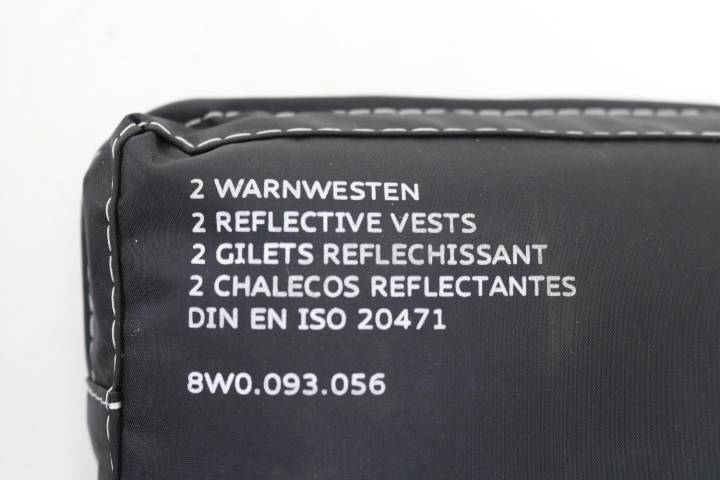 2 WARNWESTEN
2 REFLECTIVE VESTS
2 GILETS REFLECHISSANT
2 CHALECOS REFLECTANTES
DIN EN ISO 20471
8W0.093.056